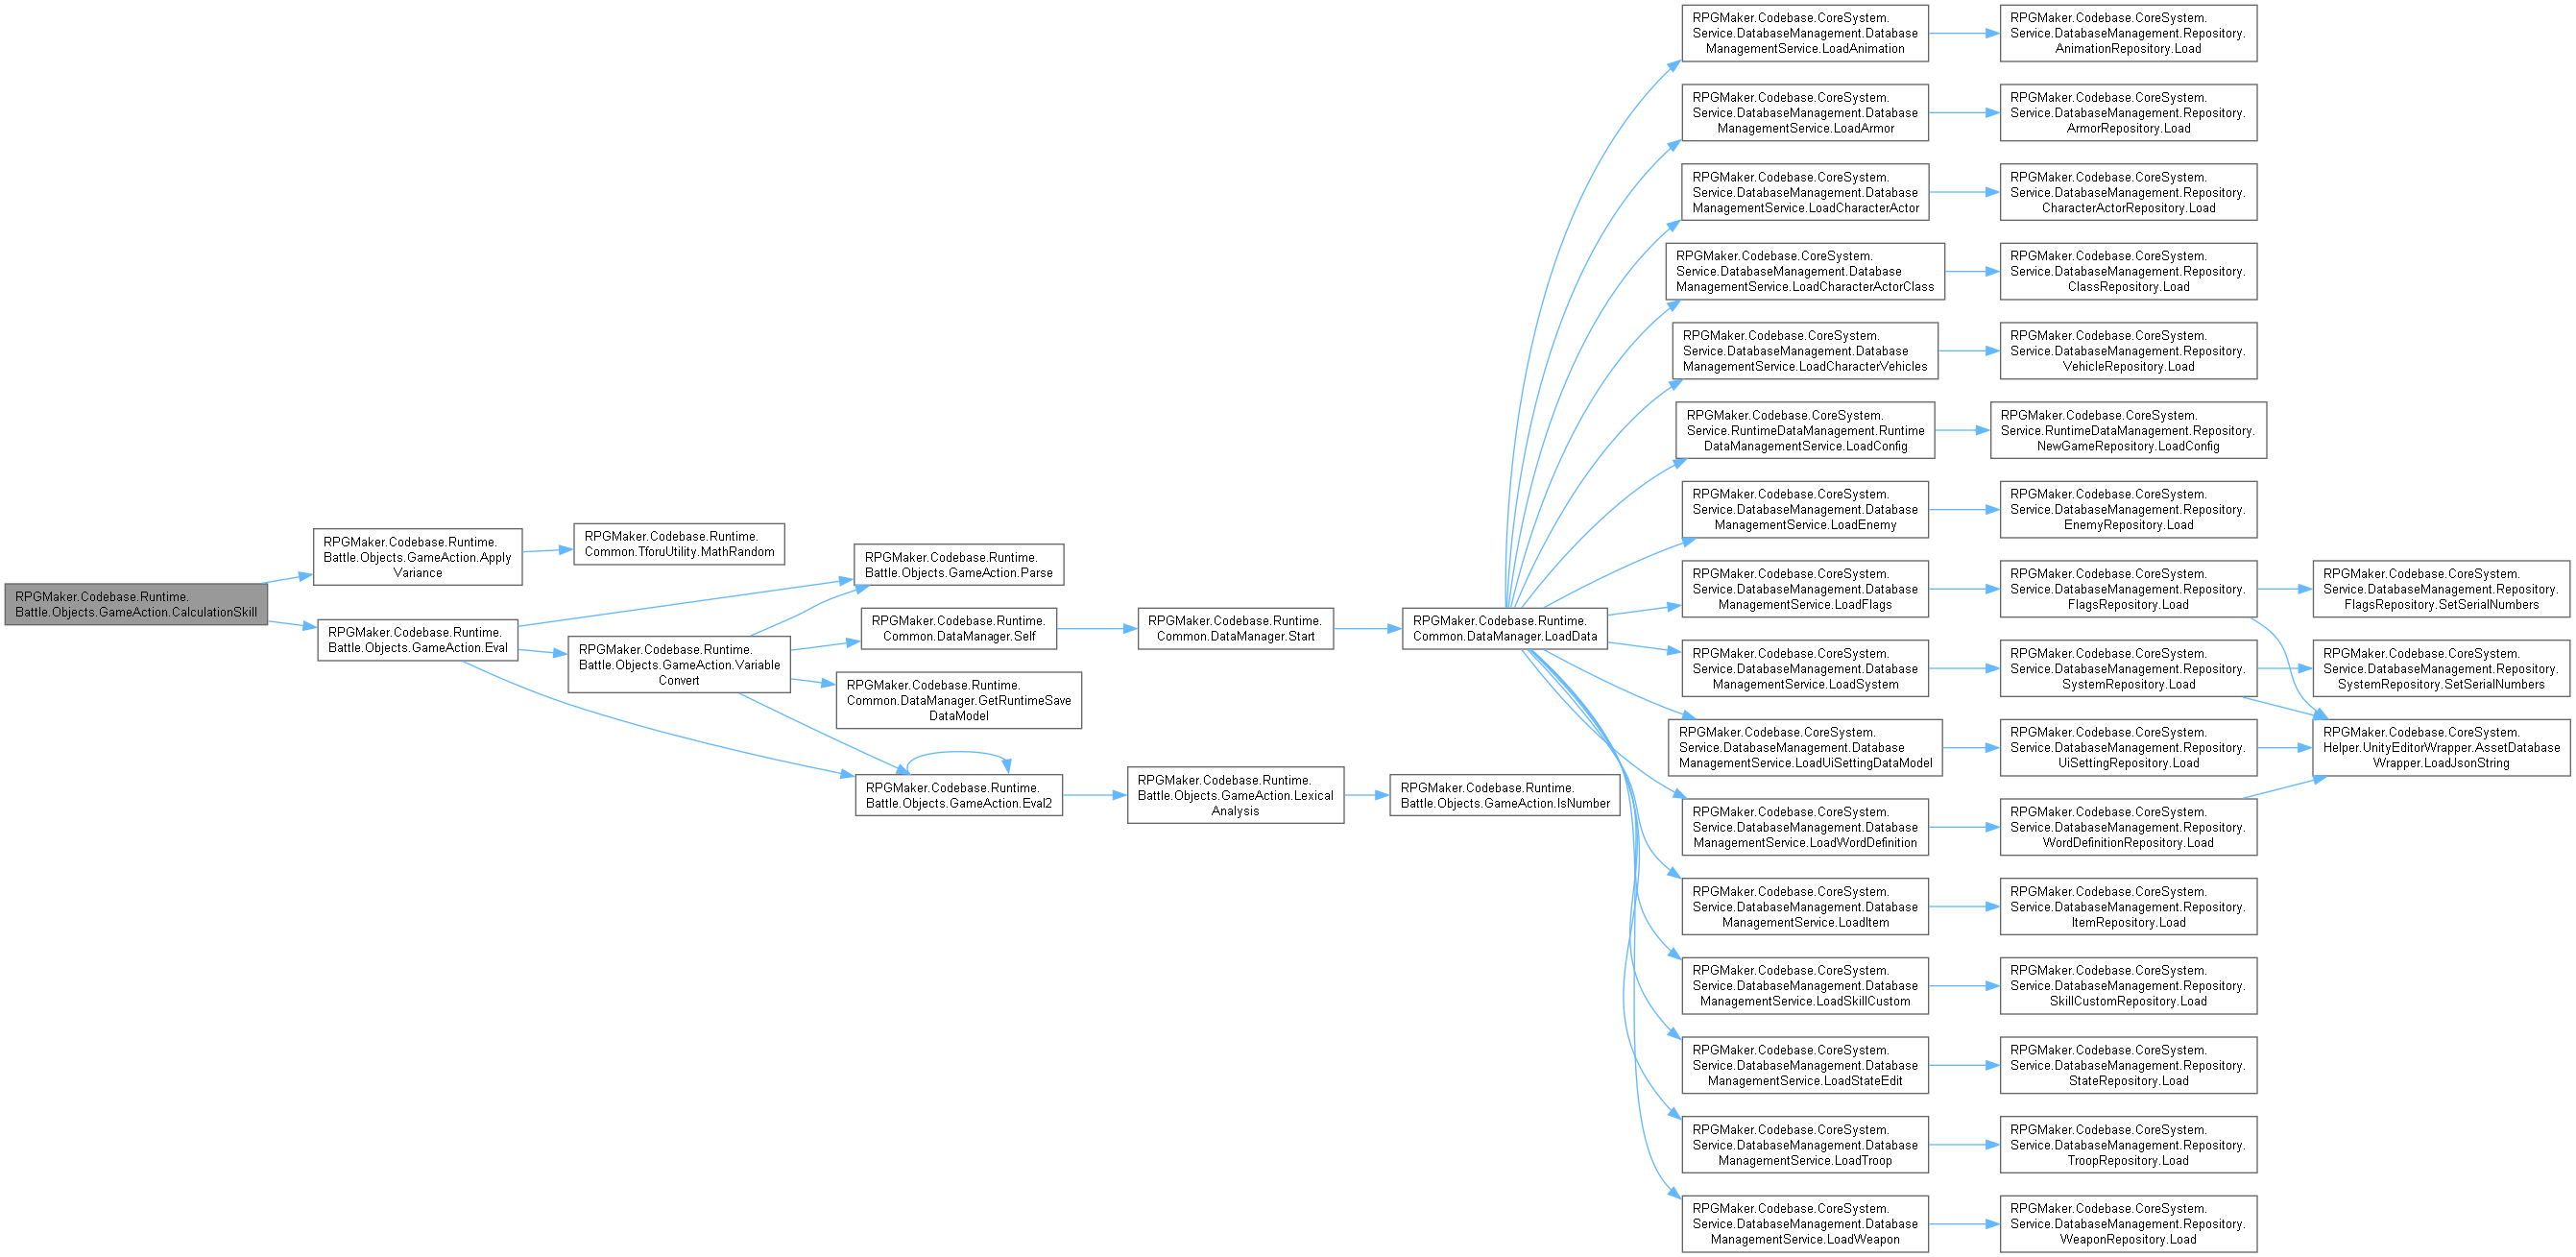 RPGMaker.Codebase.Runtime.
Battle.Objects.GameAction.CalculationSkill
RPGMaker.Codebase.Runtime.
Battle.Objects.GameAction.Apply
Variance
RPGMaker.Codebase.Runtime.
Common.TforuUtility.MathRandom
RPGMaker.Codebase.Runtime.
Battle.Objects.GameAction.Eval
RPGMaker.Codebase.Runtime.
Battle.Objects.GameAction.Variable
Convert
RPGMaker.Codebase.Runtime.
Battle.Objects.GameAction.Parse
RPGMaker.Codebase.Runtime.
Common.DataManager.Self
RPGMaker.Codebase.Runtime.
Common.DataManager.GetRuntimeSave
DataModel
RPGMaker.Codebase.Runtime.
Battle.Objects.GameAction.Eval2
RPGMaker.Codebase.Runtime.
Common.DataManager.Start
RPGMaker.Codebase.Runtime.
Battle.Objects.GameAction.Lexical
Analysis
RPGMaker.Codebase.Runtime.
Common.DataManager.LoadData
RPGMaker.Codebase.Runtime.
Battle.Objects.GameAction.IsNumber
RPGMaker.Codebase.CoreSystem.
Service.DatabaseManagement.Database
ManagementService.LoadAnimation
RPGMaker.Codebase.CoreSystem.
Service.DatabaseManagement.Repository.
AnimationRepository.Load
RPGMaker.Codebase.CoreSystem.
Service.DatabaseManagement.Database
ManagementService.LoadArmor
RPGMaker.Codebase.CoreSystem.
Service.DatabaseManagement.Repository.
ArmorRepository.Load
RPGMaker.Codebase.CoreSystem.
Service.DatabaseManagement.Database
ManagementService.LoadCharacterActor
RPGMaker.Codebase.CoreSystem.
Service.DatabaseManagement.Repository.
CharacterActorRepository.Load
RPGMaker.Codebase.CoreSystem.
Service.DatabaseManagement.Database
ManagementService.LoadCharacterActorClass
RPGMaker.Codebase.CoreSystem.
Service.DatabaseManagement.Repository.
ClassRepository.Load
RPGMaker.Codebase.CoreSystem.
Service.DatabaseManagement.Database
ManagementService.LoadCharacterVehicles
RPGMaker.Codebase.CoreSystem.
Service.DatabaseManagement.Repository.
VehicleRepository.Load
RPGMaker.Codebase.CoreSystem.
Service.RuntimeDataManagement.Runtime
DataManagementService.LoadConfig
RPGMaker.Codebase.CoreSystem.
Service.RuntimeDataManagement.Repository.
NewGameRepository.LoadConfig
RPGMaker.Codebase.CoreSystem.
Service.DatabaseManagement.Database
ManagementService.LoadEnemy
RPGMaker.Codebase.CoreSystem.
Service.DatabaseManagement.Repository.
EnemyRepository.Load
RPGMaker.Codebase.CoreSystem.
Service.DatabaseManagement.Database
ManagementService.LoadFlags
RPGMaker.Codebase.CoreSystem.
Service.DatabaseManagement.Repository.
FlagsRepository.Load
RPGMaker.Codebase.CoreSystem.
Service.DatabaseManagement.Repository.
FlagsRepository.SetSerialNumbers
RPGMaker.Codebase.CoreSystem.
Service.DatabaseManagement.Database
ManagementService.LoadSystem
RPGMaker.Codebase.CoreSystem.
Service.DatabaseManagement.Repository.
SystemRepository.Load
RPGMaker.Codebase.CoreSystem.
Service.DatabaseManagement.Repository.
SystemRepository.SetSerialNumbers
RPGMaker.Codebase.CoreSystem.
Service.DatabaseManagement.Database
ManagementService.LoadUiSettingDataModel
RPGMaker.Codebase.CoreSystem.
Service.DatabaseManagement.Repository.
UiSettingRepository.Load
RPGMaker.Codebase.CoreSystem.
Helper.UnityEditorWrapper.AssetDatabase
Wrapper.LoadJsonString
RPGMaker.Codebase.CoreSystem.
Service.DatabaseManagement.Database
ManagementService.LoadWordDefinition
RPGMaker.Codebase.CoreSystem.
Service.DatabaseManagement.Repository.
WordDefinitionRepository.Load
RPGMaker.Codebase.CoreSystem.
Service.DatabaseManagement.Database
ManagementService.LoadItem
RPGMaker.Codebase.CoreSystem.
Service.DatabaseManagement.Repository.
ItemRepository.Load
RPGMaker.Codebase.CoreSystem.
Service.DatabaseManagement.Database
ManagementService.LoadSkillCustom
RPGMaker.Codebase.CoreSystem.
Service.DatabaseManagement.Repository.
SkillCustomRepository.Load
RPGMaker.Codebase.CoreSystem.
Service.DatabaseManagement.Database
ManagementService.LoadStateEdit
RPGMaker.Codebase.CoreSystem.
Service.DatabaseManagement.Repository.
StateRepository.Load
RPGMaker.Codebase.CoreSystem.
Service.DatabaseManagement.Database
ManagementService.LoadTroop
RPGMaker.Codebase.CoreSystem.
Service.DatabaseManagement.Repository.
TroopRepository.Load
RPGMaker.Codebase.CoreSystem.
Service.DatabaseManagement.Database
ManagementService.LoadWeapon
RPGMaker.Codebase.CoreSystem.
Service.DatabaseManagement.Repository.
WeaponRepository.Load